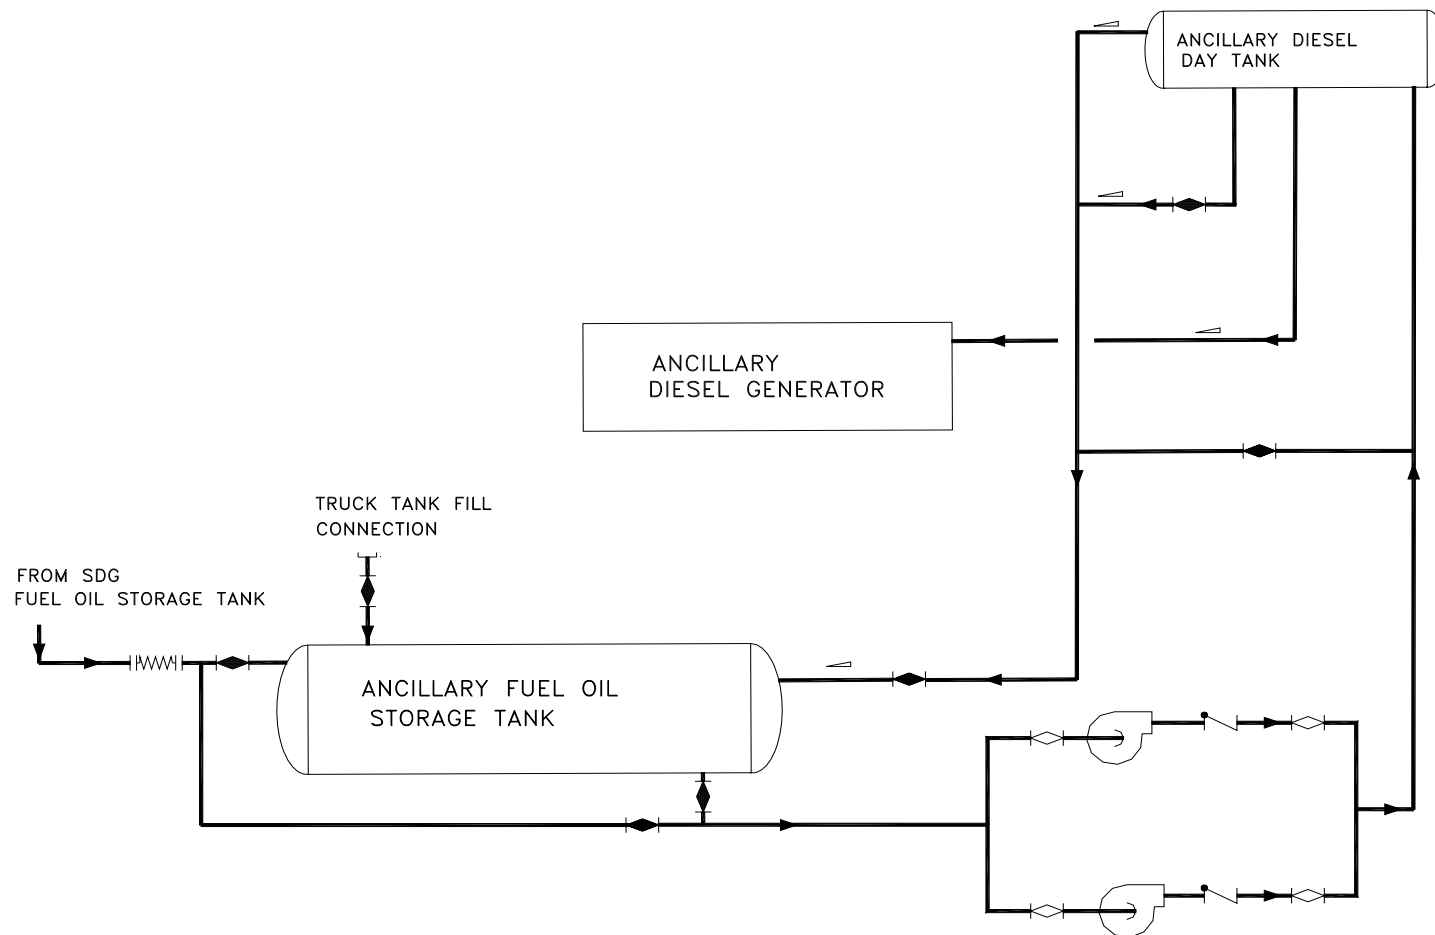 ANCILLARY DIESEL
DAY TANK
ANCILLARY
DIESEL GENERATOR
TRUCK TANK FILL
CONNECTION
FROM SDG
FUEL OIL STORAGE TANK
ANCILLARY FUEL OIL
STORAGE TANK